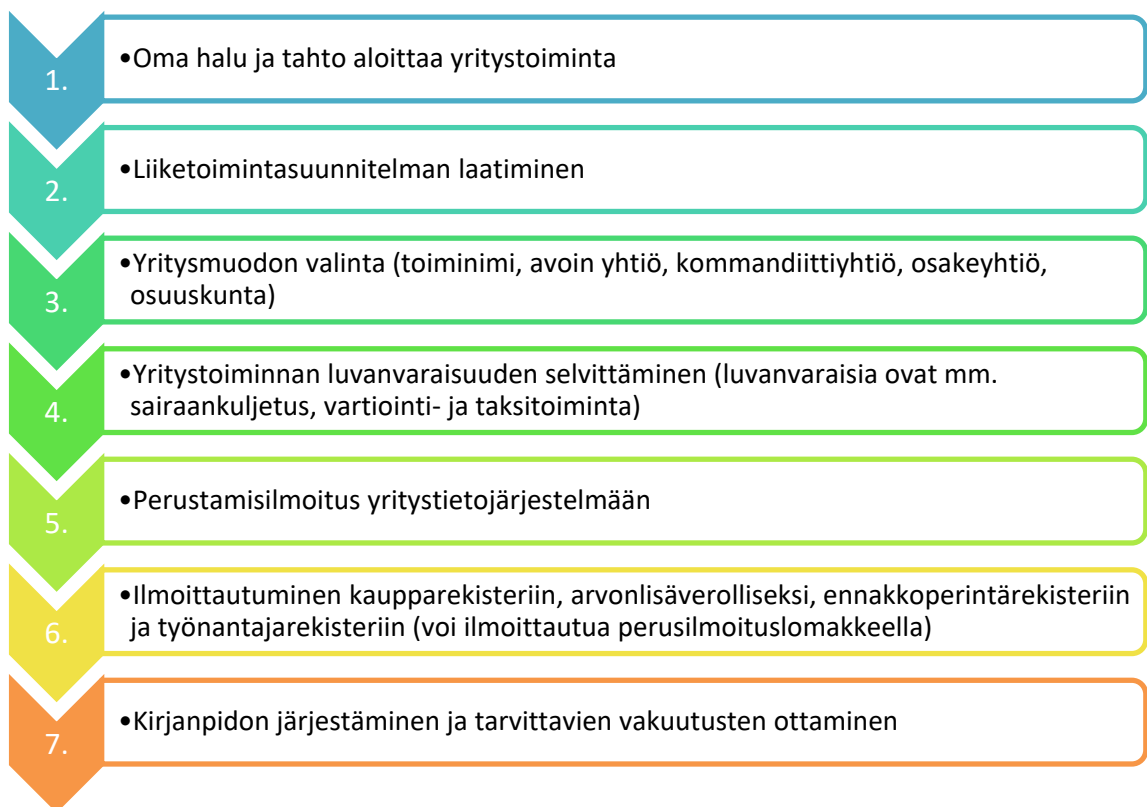 1.
•Oma halu ja tahto aloittaa yritystoiminta
2.
•Liiketoimintasuunnitelman laatiminen
3.
•Yritysmuodon valinta (toiminimi, avoin yhtiö, kommandiittiyhtiö, osakeyhtiö,
osuuskunta)
4.
•Yritystoiminnan luvanvaraisuuden selvittäminen (luvanvaraisia ovat mm.
sairaankuljetus, vartiointi- ja taksitoiminta)
5.
•Perustamisilmoitus yritystietojärjestelmään
6.
•Ilmoittautuminen kaupparekisteriin, arvonlisäverolliseksi, ennakkoperintärekisteriin
ja työnantajarekisteriin (voi ilmoittautua perusilmoituslomakkeella)
7.
•Kirjanpidon järjestäminen ja tarvittavien vakuutusten ottaminen